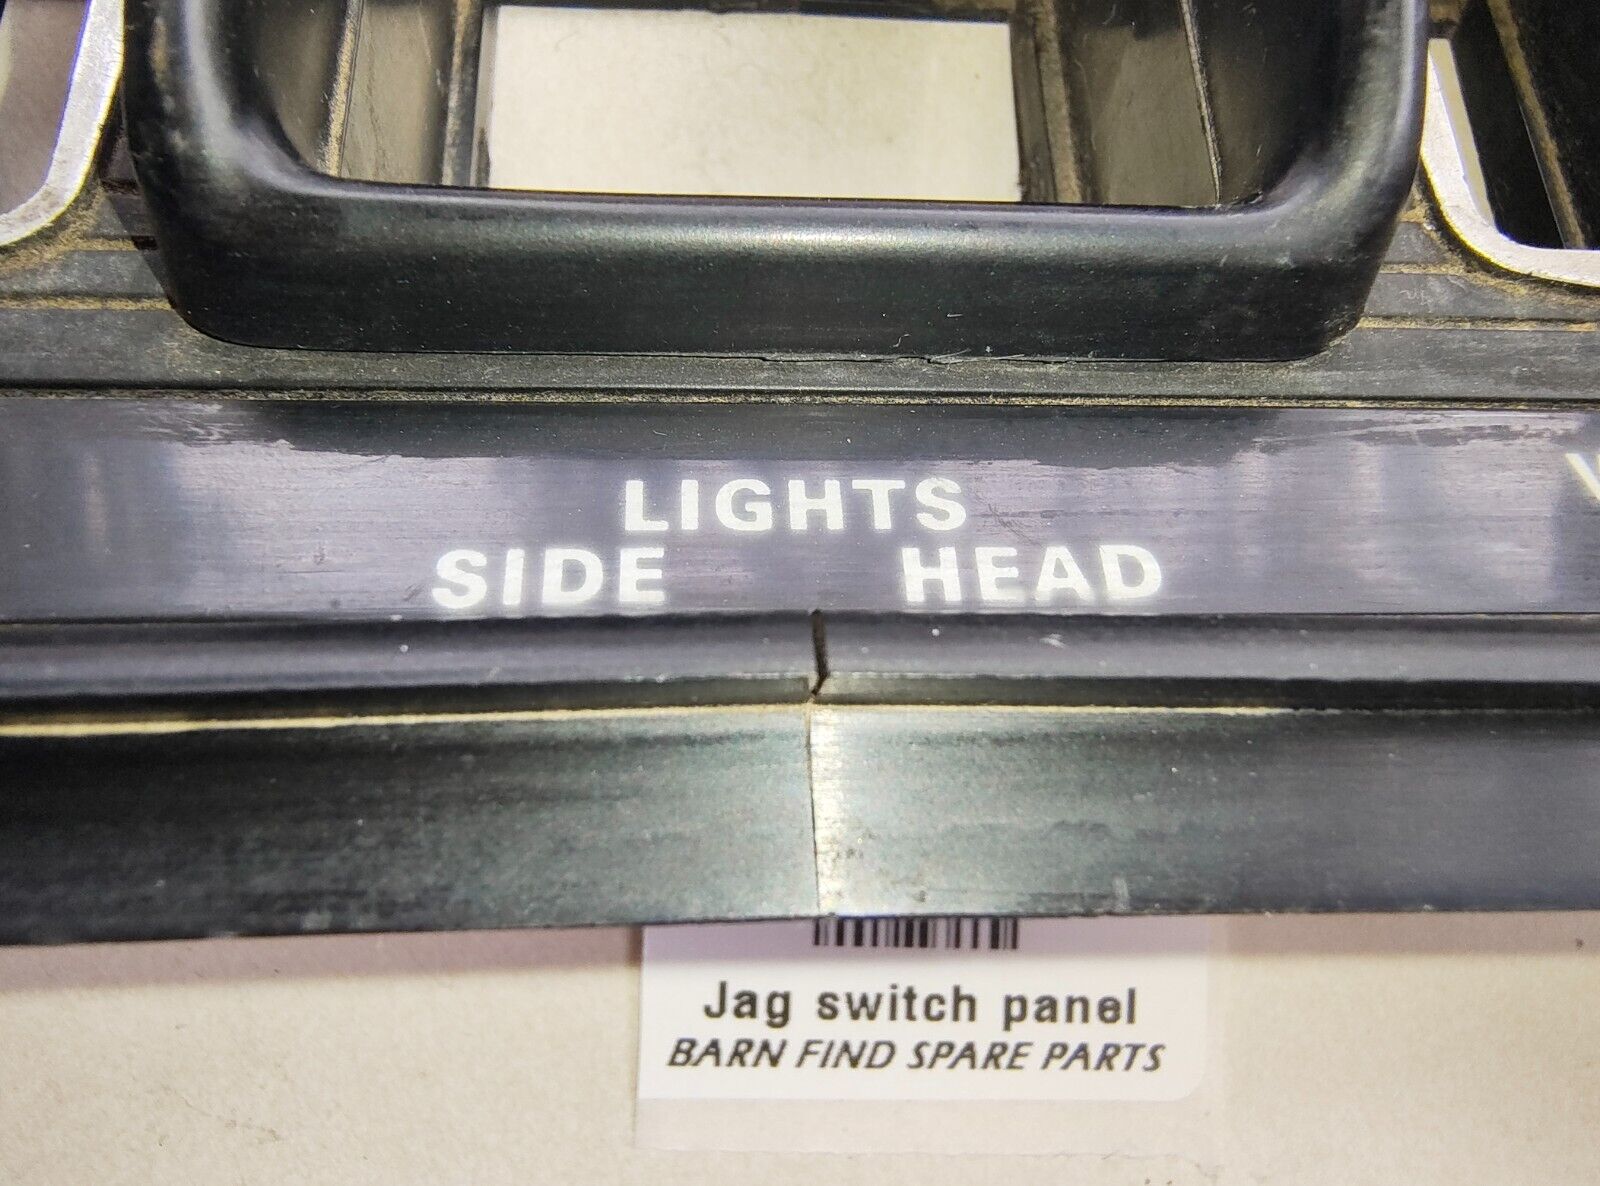 LIGHTS
SIDE HEAD
Jag switch panel
BARN FIND SPARE PARTS